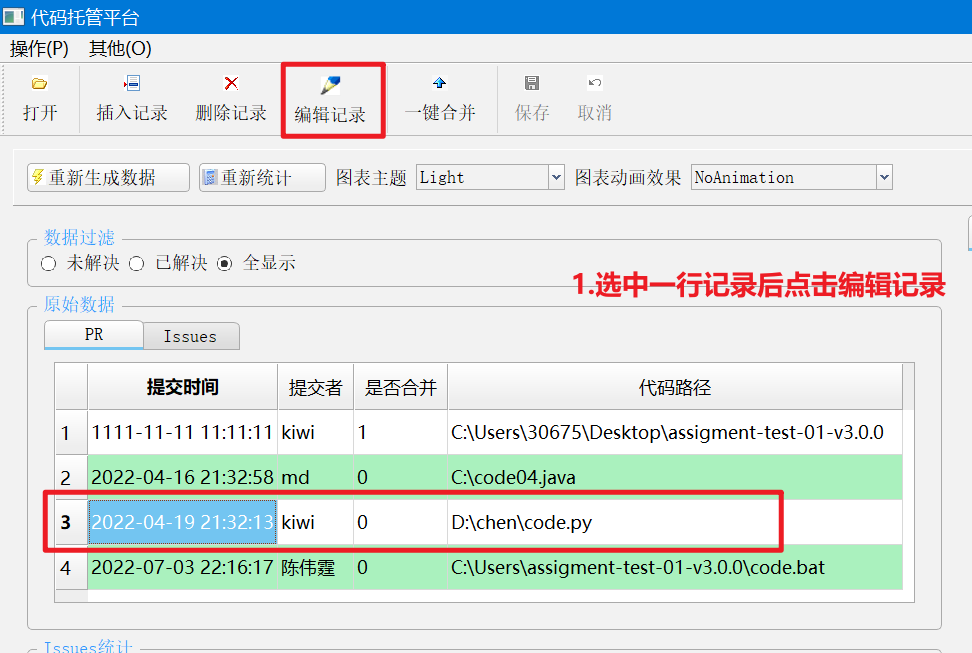 代码托管平台
操作(P) 其他(O)
打开 插入记录 删除记录 编辑记录 一键合并 保存 取消
重新生成数据 重新统计 图表主题 Light 图表动画效果 NoAnimation
数据过滤
未解决 已解决 全显示
1.选中一行记录后点击编辑记录
原始数据
PR Issues
提交时间 提交者 是否合并 代码路径
1 1111-11-11 11:11:11 kiwi 1 C:\Users\30675\Desktop\assigment-test-01-v3.0.0
2 2022-04-16 21:32:58 md 0 C:\code04.java
3 2022-04-19 21:32:13 kiwi 0 D:\chen\code.py
4 2022-07-03 22:16:17 陈伟霆 0 C:\Users\assigment-test-01-v3.0.0\code.bat
Issues统计